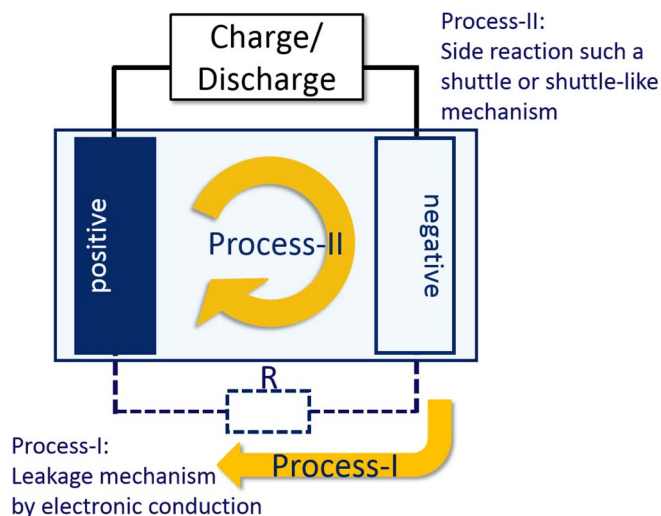 Charge/
Discharge
Process-II:
Side reaction such a
shuttle or shuttle-like
mechanism
positive
Process-II
negative
R
Process-I:
Leakage mechanism
by electronic conduction
Process-I